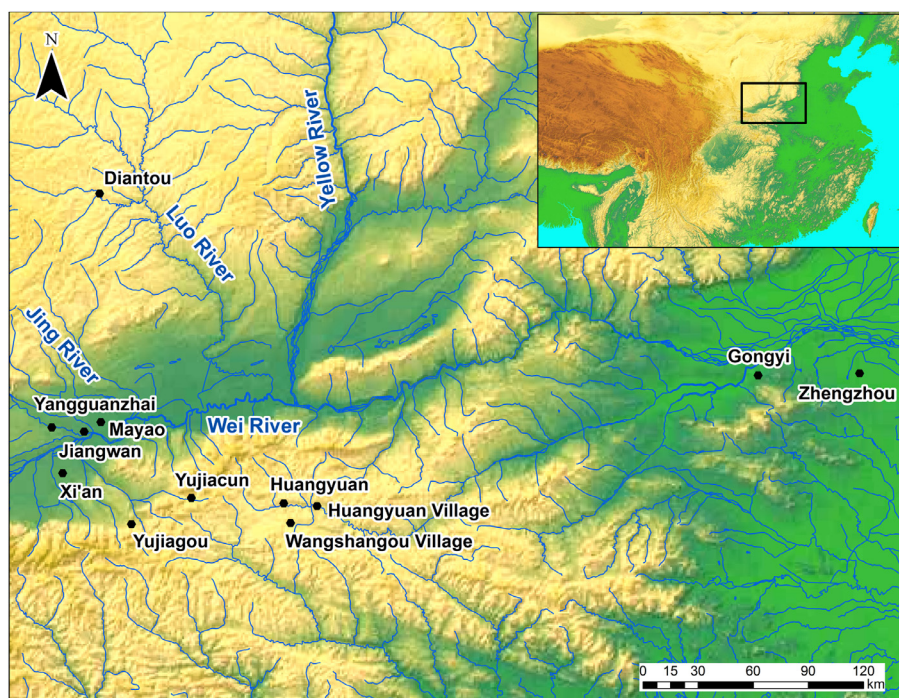 N
Yellow River
Diantou
Luo River
Jing River
Gongyi
Zhengzhou
Yangguanzhai
Mayao
Wei River
Jiangwan
Xi'an
Yujiacun
Huangyuan
Huangyuan Village
Yujiagou
Wangshangou Village
0 15 30 60 90 120
km